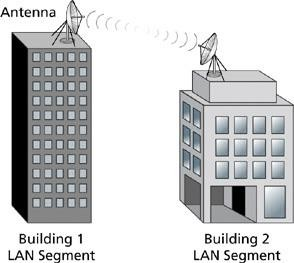 Antenna
Building 1
LAN Segment
Building 2
LAN Segment